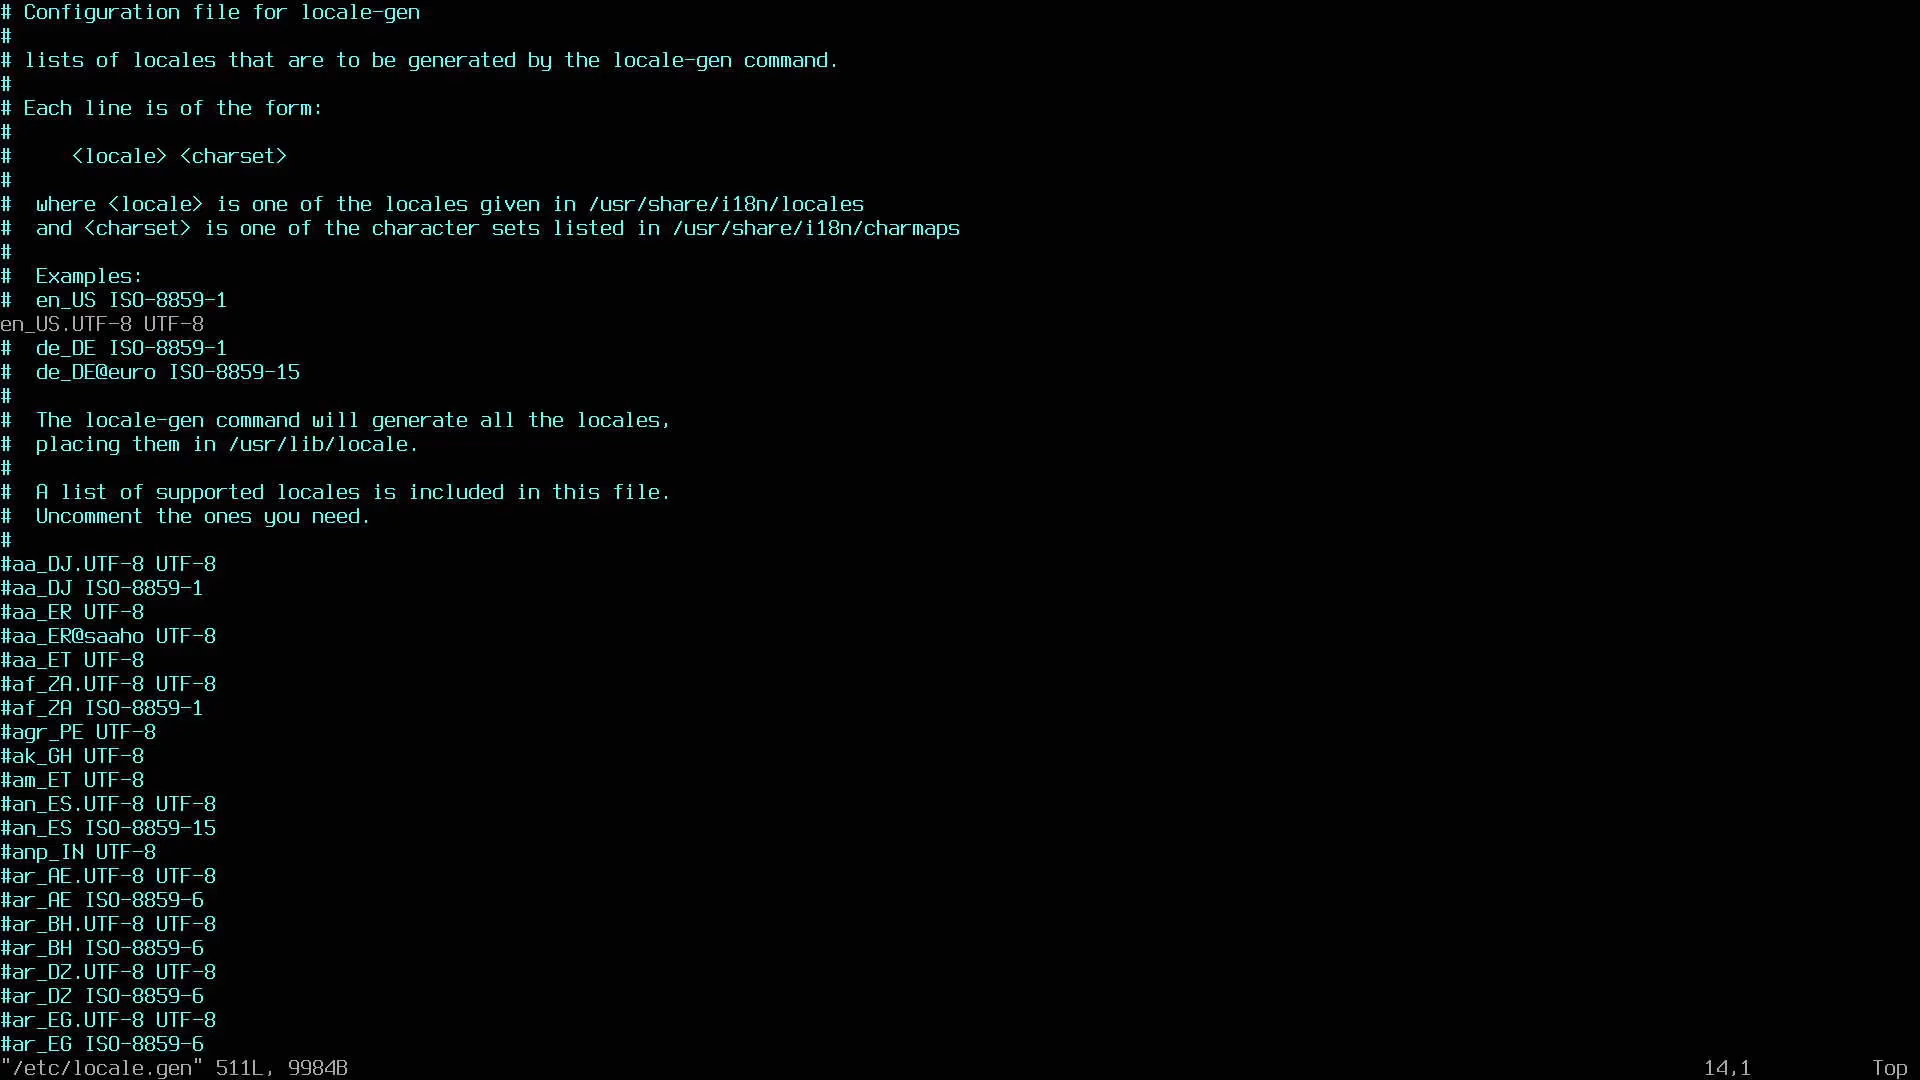 # Configuration file for locale-gen
#
# lists of locales that are to be generated by the locale-gen command.
#
# Each line is of the form:
#
#     <locale> <charset>
#
#  where <locale> is one of the locales given in /usr/share/i18n/locales
#  and <charset> is one of the character sets listed in /usr/share/i18n/charmaps
#
#  Examples:
#  en_US ISO-8859-1
en_US.UTF-8 UTF-8
#  de_DE ISO-8859-1
#  de_DE@euro ISO-8859-15
#
#  The locale-gen command will generate all the locales,
#  placing them in /usr/lib/locale.
#
#  A list of supported locales is included in this file.
#  Uncomment the ones you need.
#
#aa_DJ.UTF-8 UTF-8
#aa_DJ ISO-8859-1
#aa_ER UTF-8
#aa_ER@saaho UTF-8
#aa_ET UTF-8
#af_ZA.UTF-8 UTF-8
#af_ZA ISO-8859-1
#agr_PE UTF-8
#ak_GH UTF-8
#am_ET UTF-8
#an_ES.UTF-8 UTF-8
#an_ES ISO-8859-15
#anp_IN UTF-8
#ar_AE.UTF-8 UTF-8
#ar_AE ISO-8859-6
#ar_BH.UTF-8 UTF-8
#ar_BH ISO-8859-6
#ar_DZ.UTF-8 UTF-8
#ar_DZ ISO-8859-6
#ar_EG.UTF-8 UTF-8
#ar_EG ISO-8859-6
"/etc/locale.gen" 511L, 9984B 14,1 Top